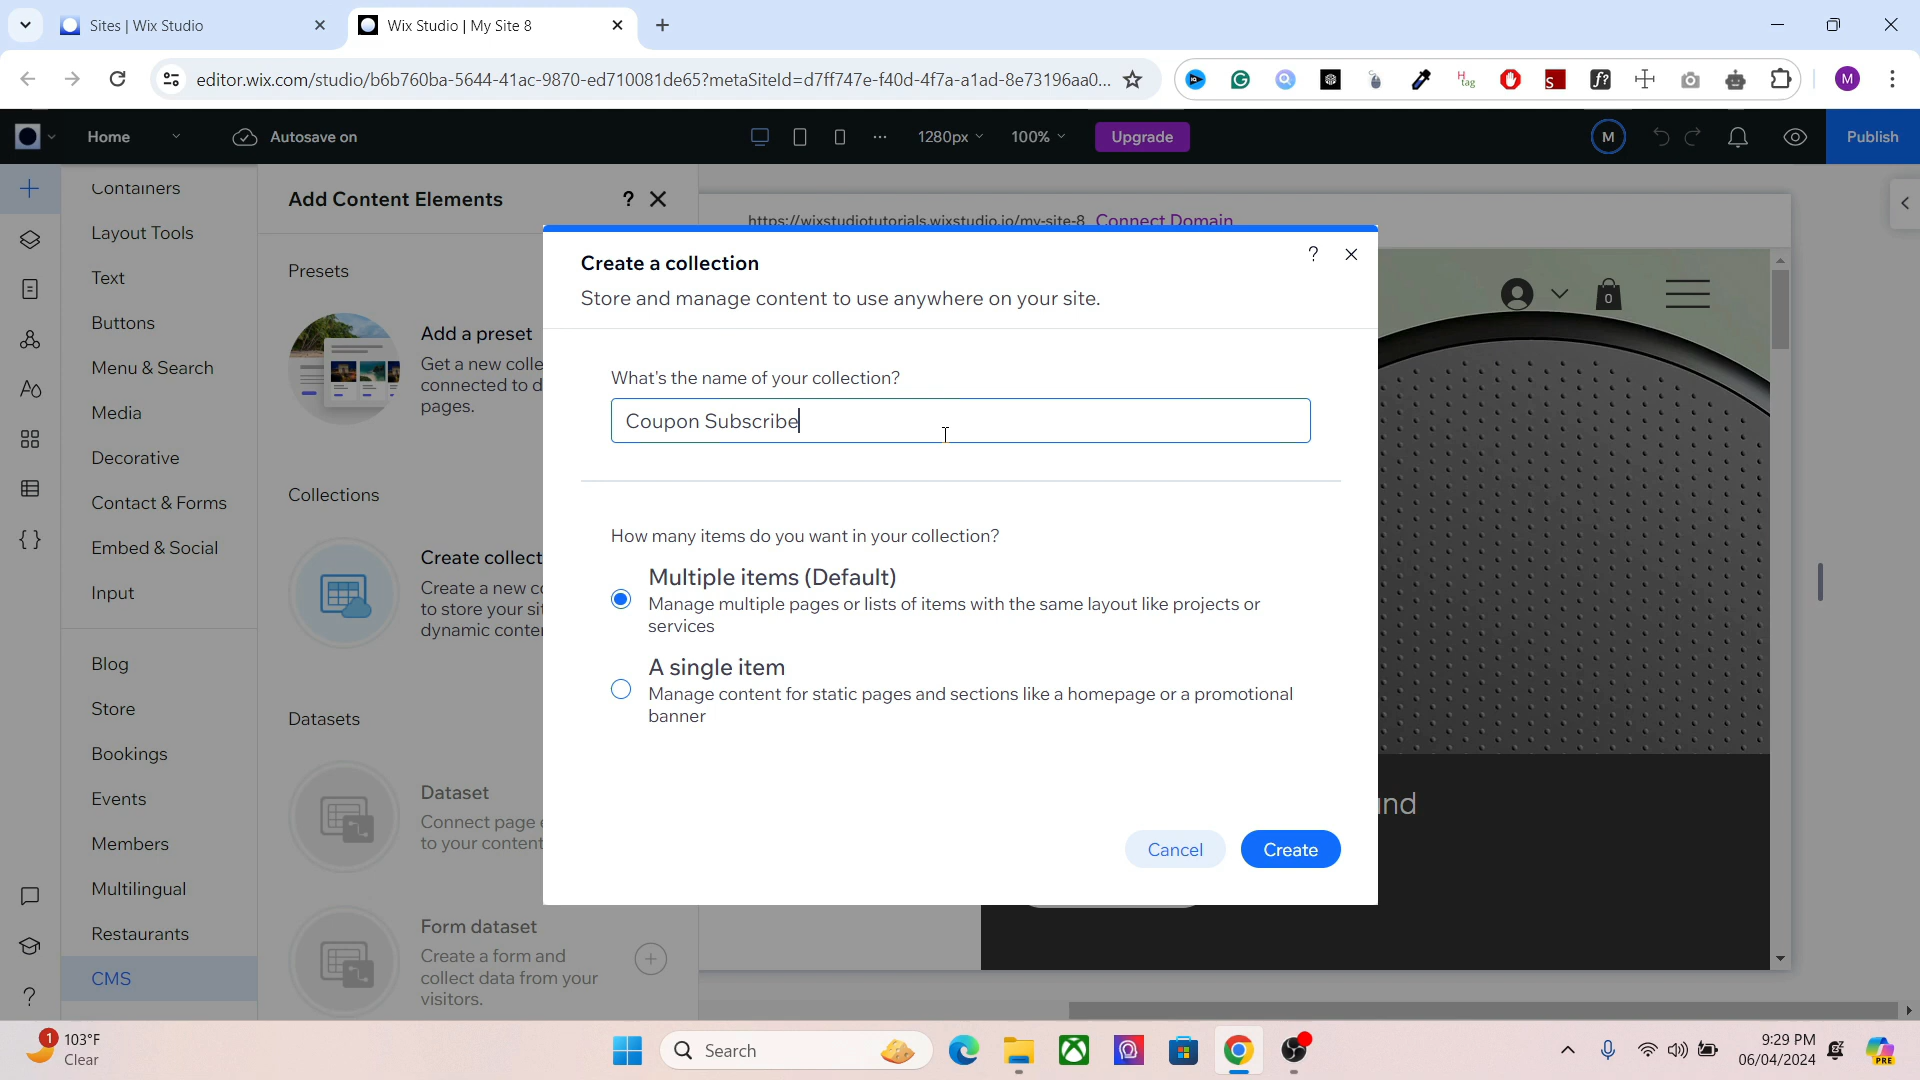 Sites | Wix Studio
Wix Studio | My Site 8
editor.wix.com/studio/b6b760ba-5644-41ac-9870-ed710081de65?metaSiteId=d7ff747e-f40d-4f7a-a1ad-8e73196aa0...
H
tag
M
Home
Autosave on
1280px
100%
Upgrade
M
Publish
Containers
Layout Tools
Text
Buttons
Menu & Search
Media
Decorative
Contact & Forms
Embed & Social
Input
Blog
Store
Bookings
Events
Members
Multilingual
Restaurants
CMS
Add Content Elements
?
Presets
Add a preset
Get a new colle
connected to d
pages.
Collections
Create collect
Create a new co
to store your sit
dynamic conte
Datasets
Dataset
Connect page e
to your content
Form dataset
Create a form and
collect data from your
visitors.
https://wixstudiotutorials.wixstudio.io/my-site-8 Connect Domain
0
Create a collection
?
Store and manage content to use anywhere on your site.
What's the name of your collection?
Coupon Subscribe
How many items do you want in your collection?
Multiple items (Default)
Manage multiple pages or lists of items with the same layout like projects or
services
A single item
Manage content for static pages and sections like a homepage or a promotional
banner
Cancel
Create
and
?
1
103°F
Clear
Search
9:29 PM
06/04/2024
PRE